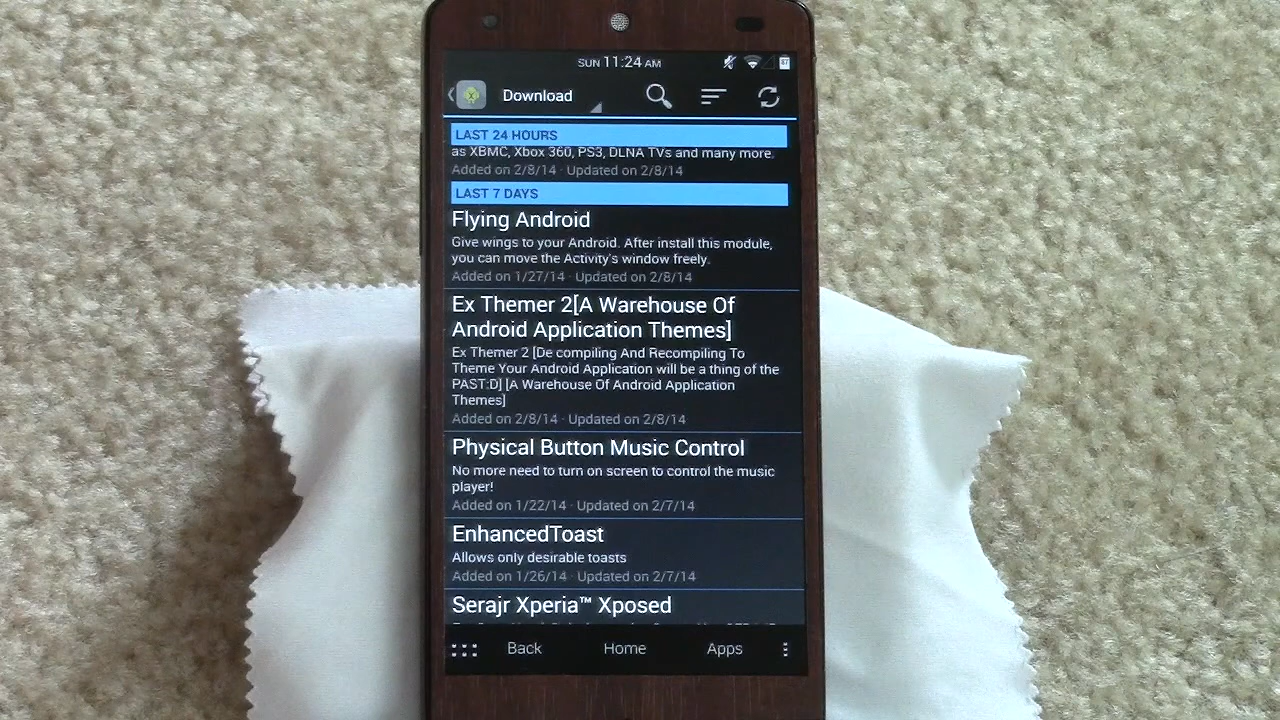 SUN 11:24 AM
87
Download
LAST 24 HOURS
as XBMC, Xbox 360, PS3, DLNA TVs and many more.
Added on 2/8/14 · Updated on 2/8/14
LAST 7 DAYS
Flying Android
Give wings to your Android. After install this module,
you can move the Activity's window freely.
Added on 1/27/14 · Updated on 2/8/14
Ex Themer 2[A Warehouse Of
Android Application Themes]
Ex Themer 2 [De compiling And Recompiling To
Theme Your Android Application will be a thing of the
PAST:D] [A Warehouse Of Android Application
Themes]
Added on 2/8/14 · Updated on 2/8/14
Physical Button Music Control
No more need to turn on screen to control the music
player!
Added on 1/22/14 · Updated on 2/7/14
EnhancedToast
Allows only desirable toasts
Added on 1/26/14 · Updated on 2/7/14
Serajr Xperia™ Xposed
Back Home Apps